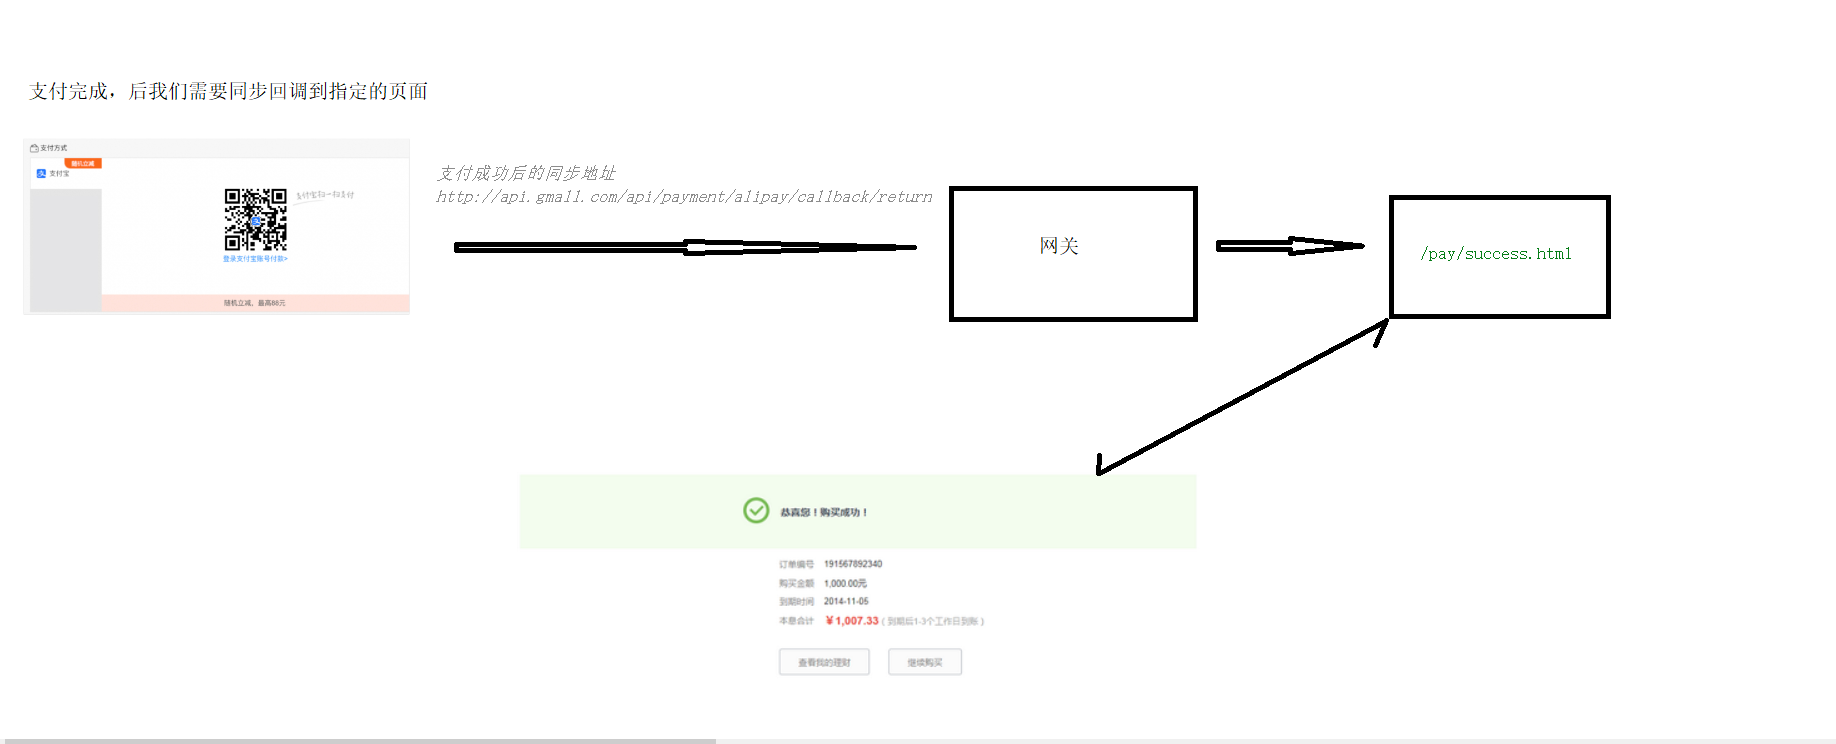 支付完成，后我们需要同步回调到指定的页面
支付方式
随机立减
支付宝
支付宝扫一扫支付
登录支付宝账号付款>
随机立减，最高88元
支付成功后的同步地址
http://api.gmall.com/api/payment/alipay/callback/return
网关
/pay/success.html
恭喜您！购买成功！
订单编号 191567892340
购买金额 1,000.00元
到期时间 2014-11-05
本息合计 ¥1,007.33 ( 到期后1-3个工作日到账 )
查看我的理财 继续购买